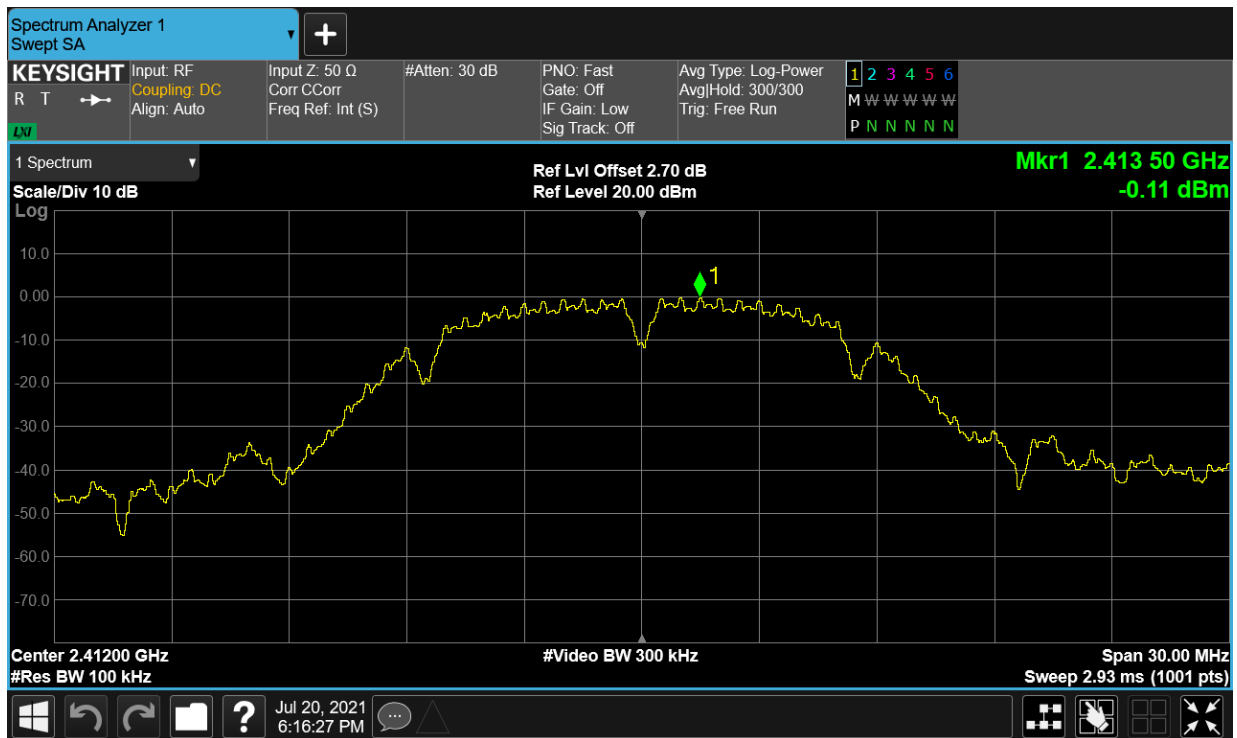 Spectrum Analyzer 1
Swept SA
+
KEYSIGHT
R T
LXI
Input: RF
Coupling: DC
Align: Auto
Input Z: 50 Ω
Corr CCorr
Freq Ref: Int (S)
#Atten: 30 dB
PNO: Fast
Gate: Off
IF Gain: Low
Sig Track: Off
Avg Type: Log-Power
Avg|Hold: 300/300
Trig: Free Run
1 2 3 4 5 6
M W W W W W
P N N N N N
1 Spectrum
Scale/Div 10 dB
Ref Lvl Offset 2.70 dB
Ref Level 20.00 dBm
Mkr1 2.413 50 GHz
-0.11 dBm
Log
10.0
0.00
-10.0
-20.0
-30.0
-40.0
-50.0
-60.0
-70.0
1
Center 2.41200 GHz
#Res BW 100 kHz
#Video BW 300 kHz
Span 30.00 MHz
Sweep 2.93 ms (1001 pts)
?
Jul 20, 2021
6:16:27 PM